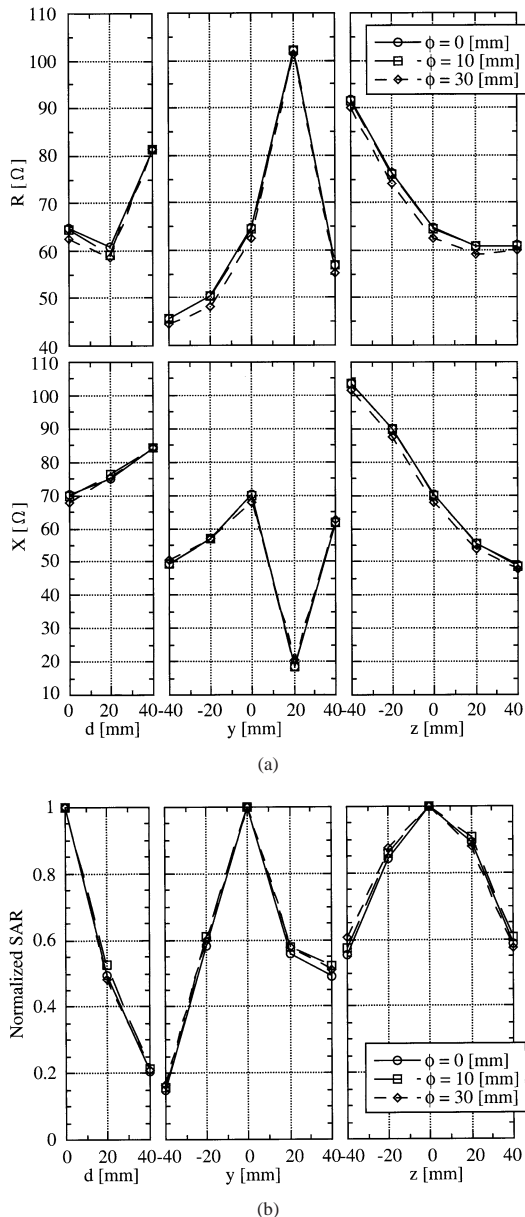 R [ Ω ]
110
100
90
80
70
60
50
40
ϕ = 0 [mm]
ϕ = 10 [mm]
ϕ = 30 [mm]
X [ Ω ]
110
100
90
80
70
60
50
40
30
20
10
0 20 40 -40 -20 0 20 40 -40 -20 0 20 40
d [mm] y [mm] z [mm]
(a)
Normalized SAR
1
0.8
0.6
0.4
0.2
0
ϕ = 0 [mm]
ϕ = 10 [mm]
ϕ = 30 [mm]
0 20 40 -40 -20 0 20 40 -40 -20 0 20 40
d [mm] y [mm] z [mm]
(b)